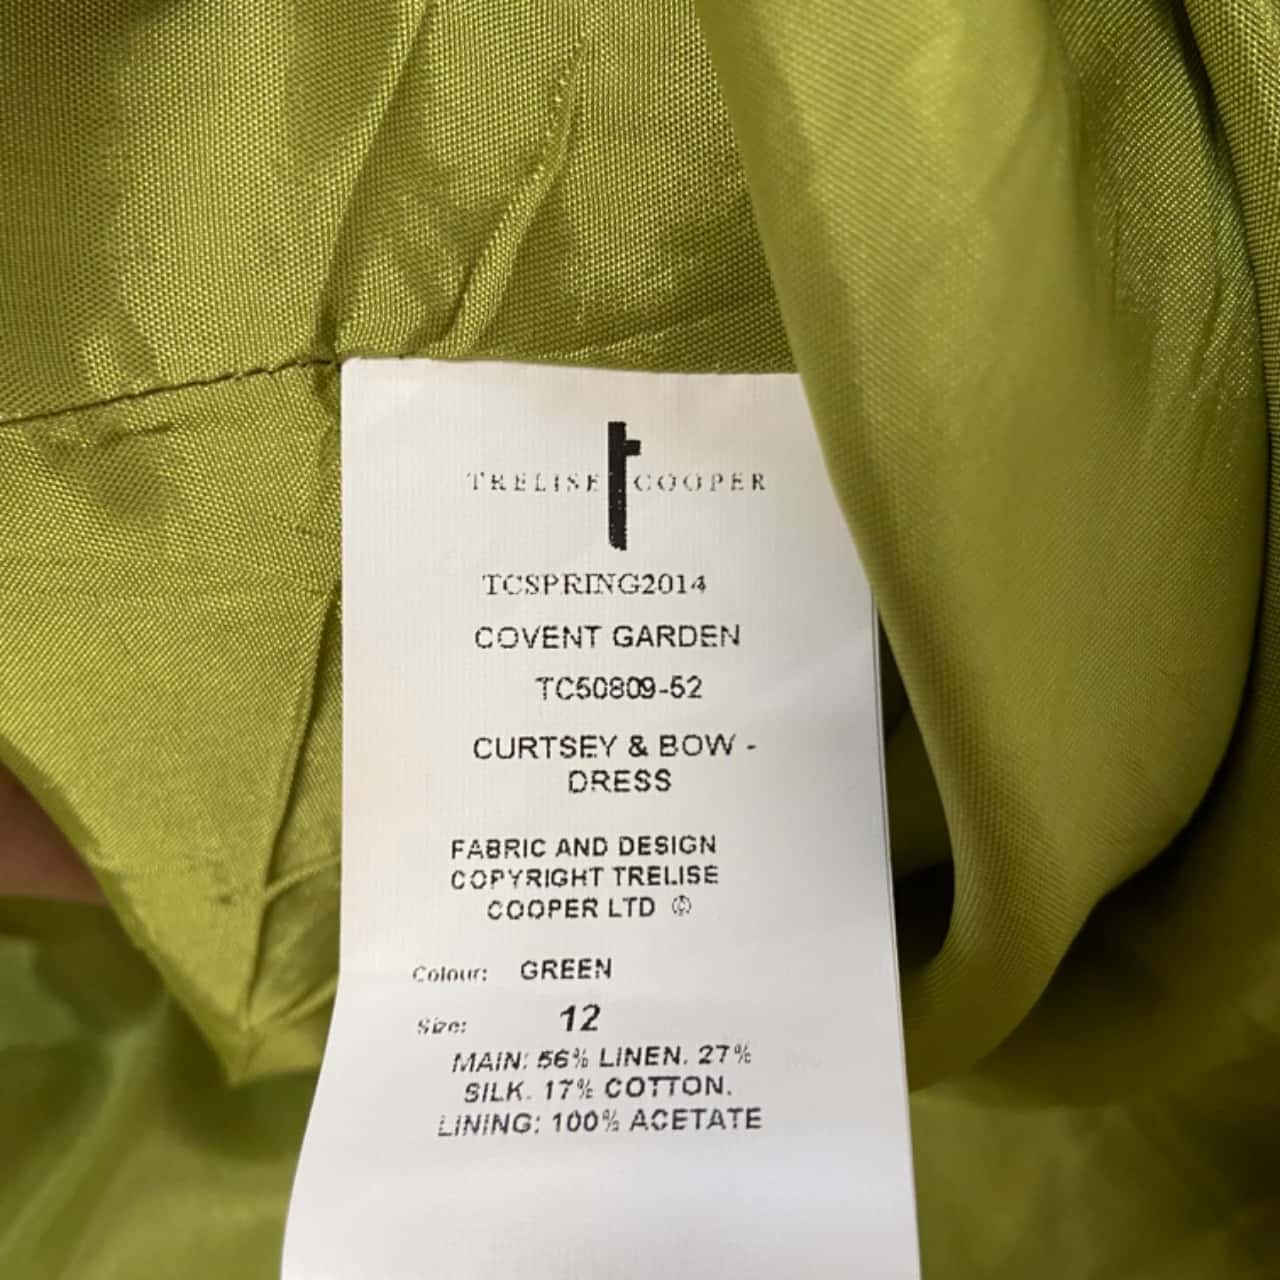 TRELISE COOPER
TCSPRING2014
COVENT GARDEN
TC50809-52
CURTSEY & BOW -
DRESS
FABRIC AND DESIGN
COPYRIGHT TRELISE
COOPER LTD ©
Colour: GREEN
Size: 12
MAIN: 56% LINEN. 27%
SILK. 17% COTTON.
LINING: 100% ACETATE